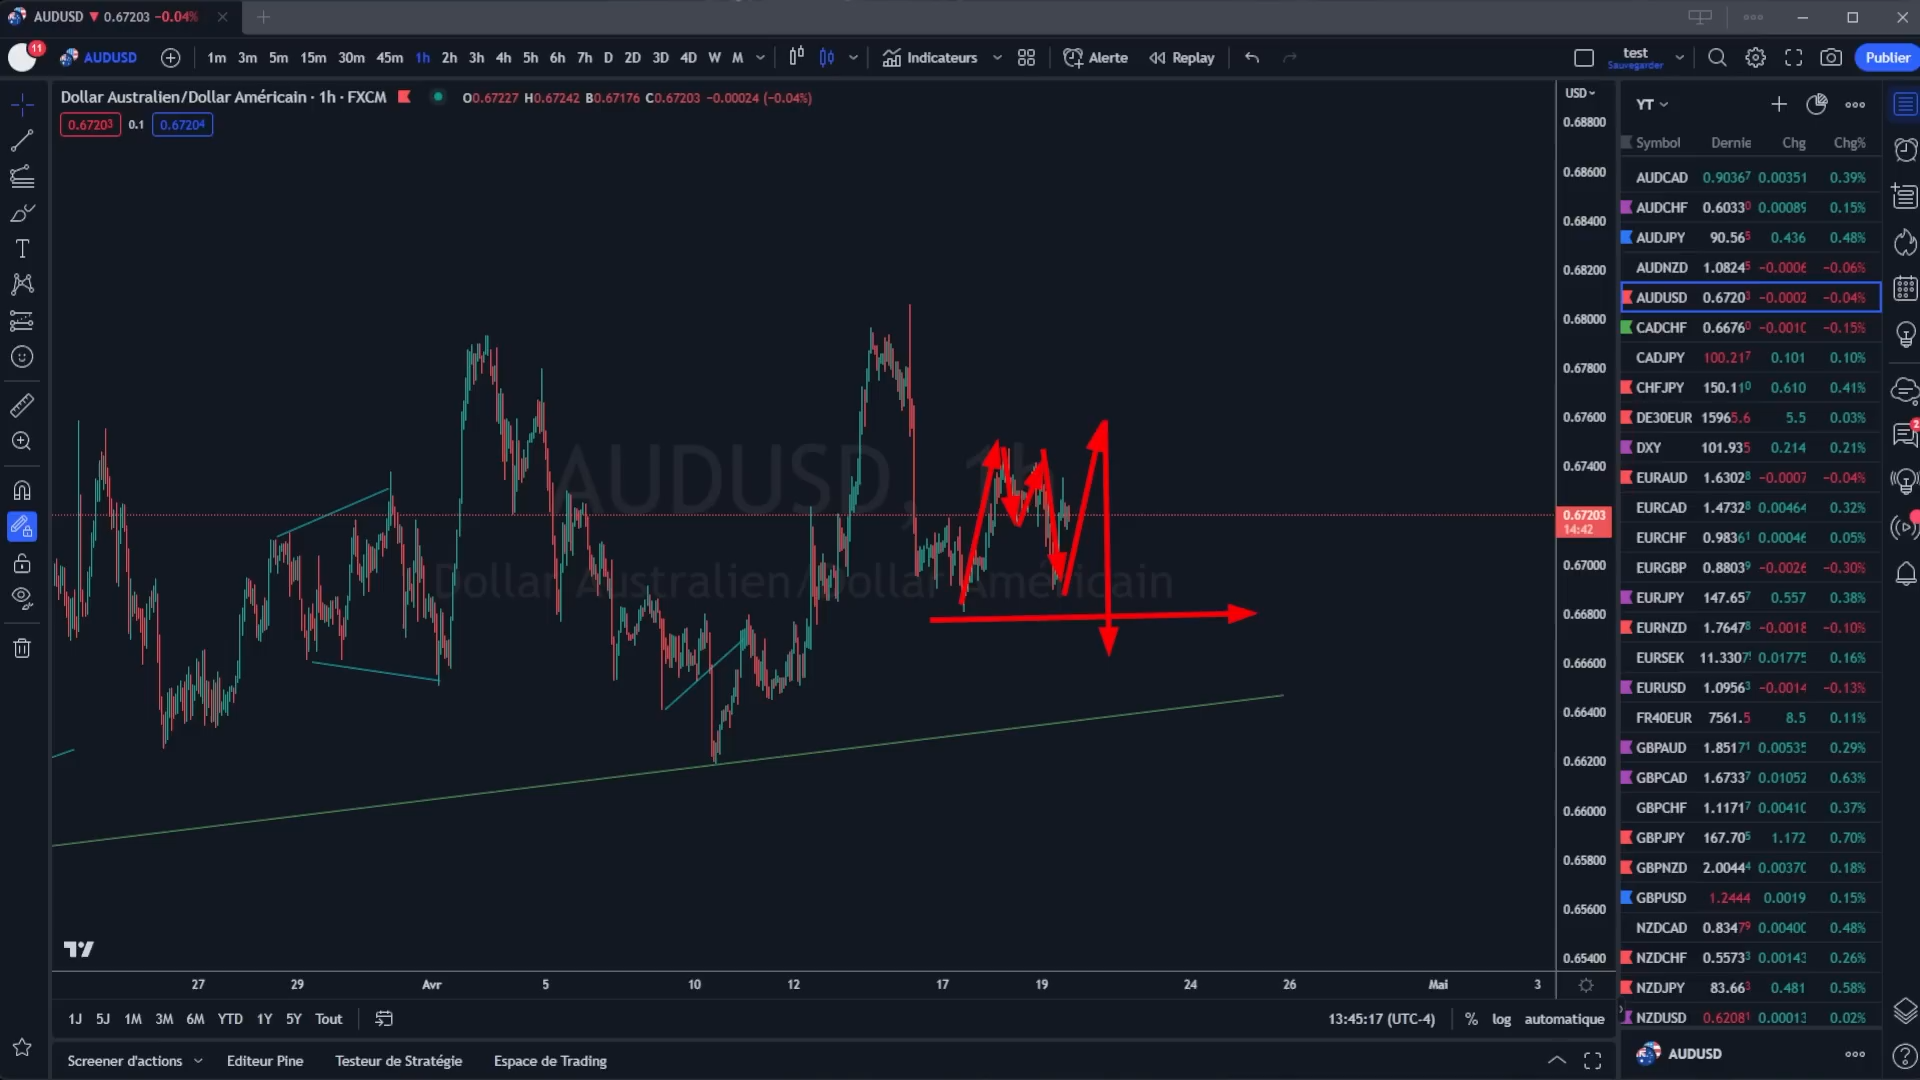 AUDUSD ▼ 0.67203 −0.04%
11
AUDUSD 1m 3m 5m 15m 30m 45m 1h 2h 3h 4h 5h 6h 7h D 2D 3D 4D W M Indicateurs Alerte Replay test Sauvegarder Publier
Dollar Australien/Dollar Américain · 1h · FXCM O0.67227 H0.67242 B0.67176 C0.67203 −0.00024 (−0.04%)
0.67203 0.1 0.67204
AUDUSD, 1h
Dollar Australien/Dollar Américain
USD
0.68800
0.68600
0.68400
0.68200
0.68000
0.67800
0.67600
0.67400
0.67203
14:42
0.67000
0.66800
0.66600
0.66400
0.66200
0.66000
0.65800
0.65600
0.65400
27 29 Avr 5 10 12 17 19 24 26 Mai 3
1J 5J 1M 3M 6M YTD 1Y 5Y Tout 13:45:17 (UTC-4) % log automatique
Screener d'actions Editeur Pine Testeur de Stratégie Espace de Trading
YT
Symbol Dernie Chg Chg%
AUDCAD 0.90367 0.00351 0.39%
AUDCHF 0.60330 0.00089 0.15%
AUDJPY 90.565 0.436 0.48%
AUDNZD 1.08245 −0.0006 −0.06%
AUDUSD 0.67203 −0.0002 −0.04%
CADCHF 0.66760 −0.0010 −0.15%
CADJPY 100.217 0.101 0.10%
CHFJPY 150.110 0.610 0.41%
DE30EUR 15965.6 5.5 0.03%
DXY 101.935 0.214 0.21%
EURAUD 1.63028 −0.0007 −0.04%
EURCAD 1.47328 0.00464 0.32%
EURCHF 0.98361 0.00046 0.05%
EURGBP 0.88039 −0.0026 −0.30%
EURJPY 147.657 0.557 0.38%
EURNZD 1.76478 −0.0018 −0.10%
EURSEK 11.3307 0.01775 0.16%
EURUSD 1.09563 −0.0014 −0.13%
FR40EUR 7561.5 8.5 0.11%
GBPAUD 1.85171 0.00535 0.29%
GBPCAD 1.67337 0.01052 0.63%
GBPCHF 1.11717 0.00410 0.37%
GBPJPY 167.705 1.172 0.70%
GBPNZD 2.00444 0.00370 0.18%
GBPUSD 1.2444 0.0019 0.15%
NZDCAD 0.83479 0.00400 0.48%
NZDCHF 0.55733 0.00143 0.26%
NZDJPY 83.663 0.481 0.58%
NZDUSD 0.62081 0.00013 0.02%
AUDUSD